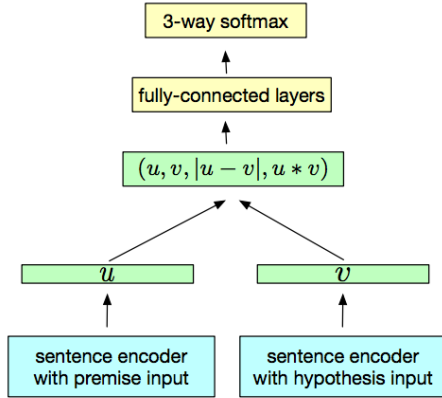 3-way softmax
fully-connected layers
(u, v, |u − v|, u * v)
u
v
sentence encoder
with premise input
sentence encoder
with hypothesis input